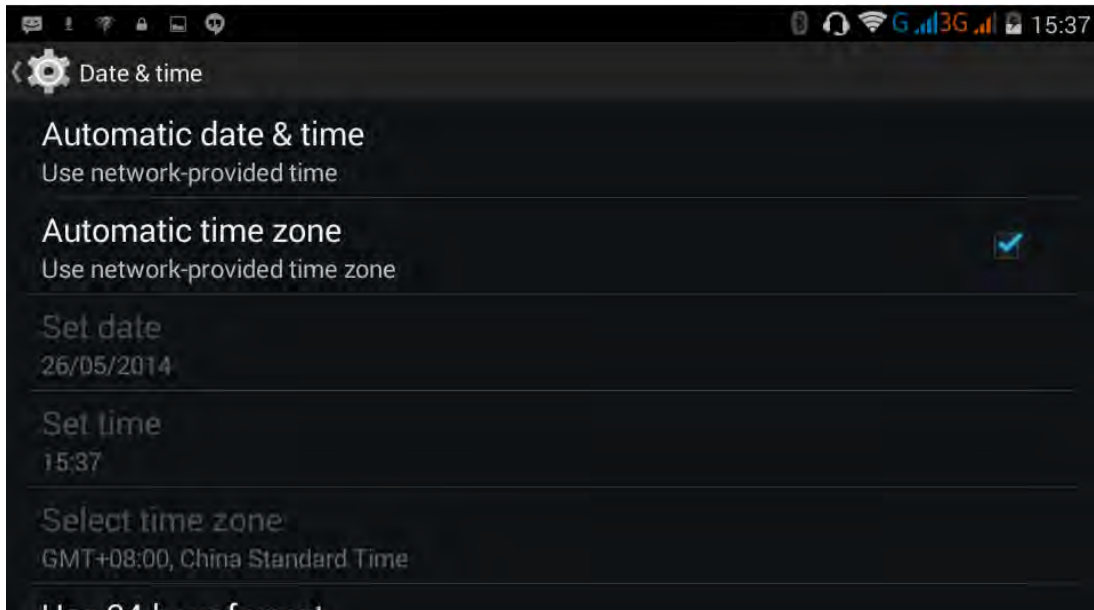 G 3G 15:37
Date & time
Automatic date & time
Use network-provided time
Automatic time zone
Use network-provided time zone
Set date
26/05/2014
Set time
15:37
Select time zone
GMT+08:00, China Standard Time